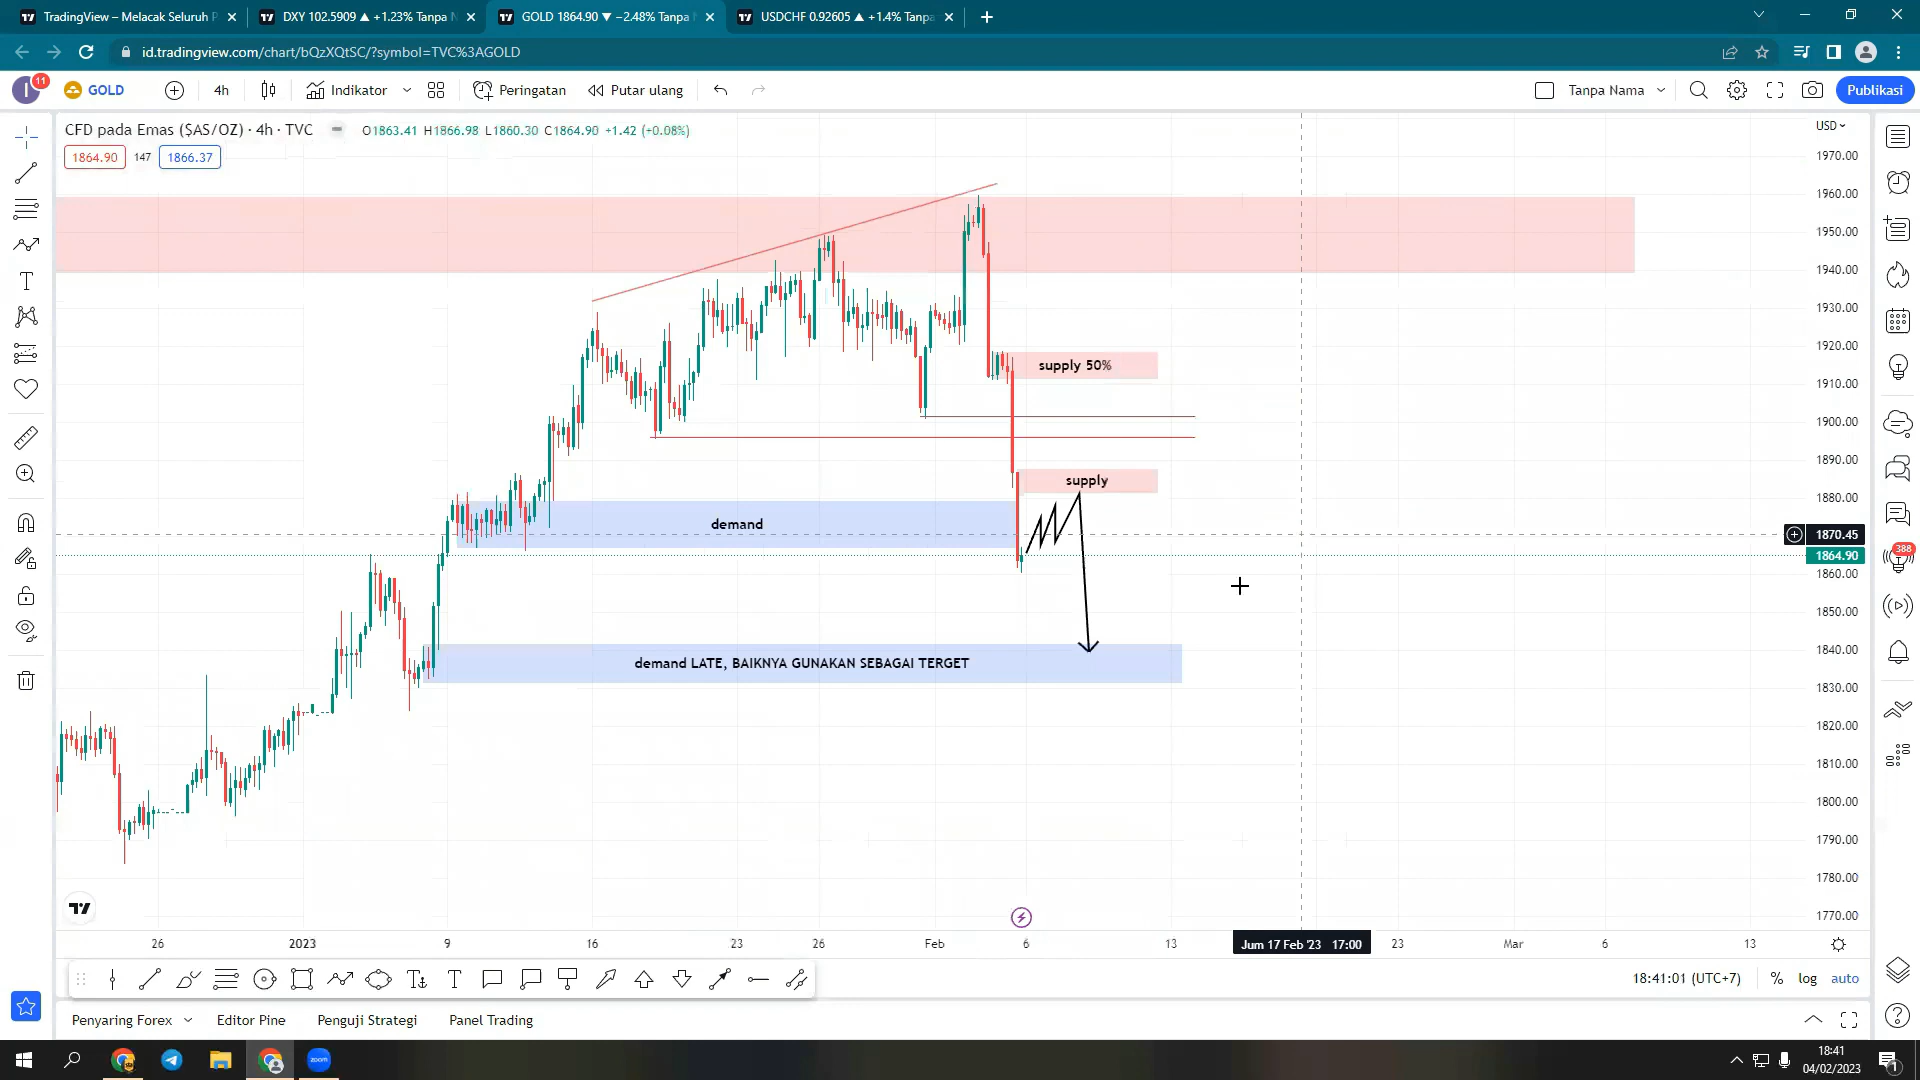 TradingView – Melacak Seluruh P
DXY 102.5909 ▲ +1.23% Tanpa N
GOLD 1864.90 ▼ −2.48% Tanpa
USDCHF 0.92605 ▲ +1.4% Tanpa
id.tradingview.com/chart/bQzXQtSC/?symbol=TVC%3AGOLD
11
I
GOLD
4h
Indikator
Peringatan
Putar ulang
Tanpa Nama
Publikasi
CFD pada Emas ($AS/OZ) · 4h · TVC
O1863.41 H1866.98 L1860.30 C1864.90 +1.42 (+0.08%)
1864.90
147
1866.37
USD
1970.00
1960.00
1950.00
1940.00
1930.00
1920.00
1910.00
1900.00
1890.00
1880.00
1870.45
1864.90
1860.00
1850.00
1840.00
1830.00
1820.00
1810.00
1800.00
1790.00
1780.00
1770.00
supply 50%
supply
demand
demand LATE, BAIKNYA GUNAKAN SEBAGAI TERGET
388
26
2023
9
16
23
26
Feb
6
13
Jum 17 Feb '23 17:00
23
Mar
6
13
18:41:01 (UTC+7)
%
log
auto
Penyaring Forex
Editor Pine
Penguji Strategi
Panel Trading
zoom
18:41
04/02/2023
1